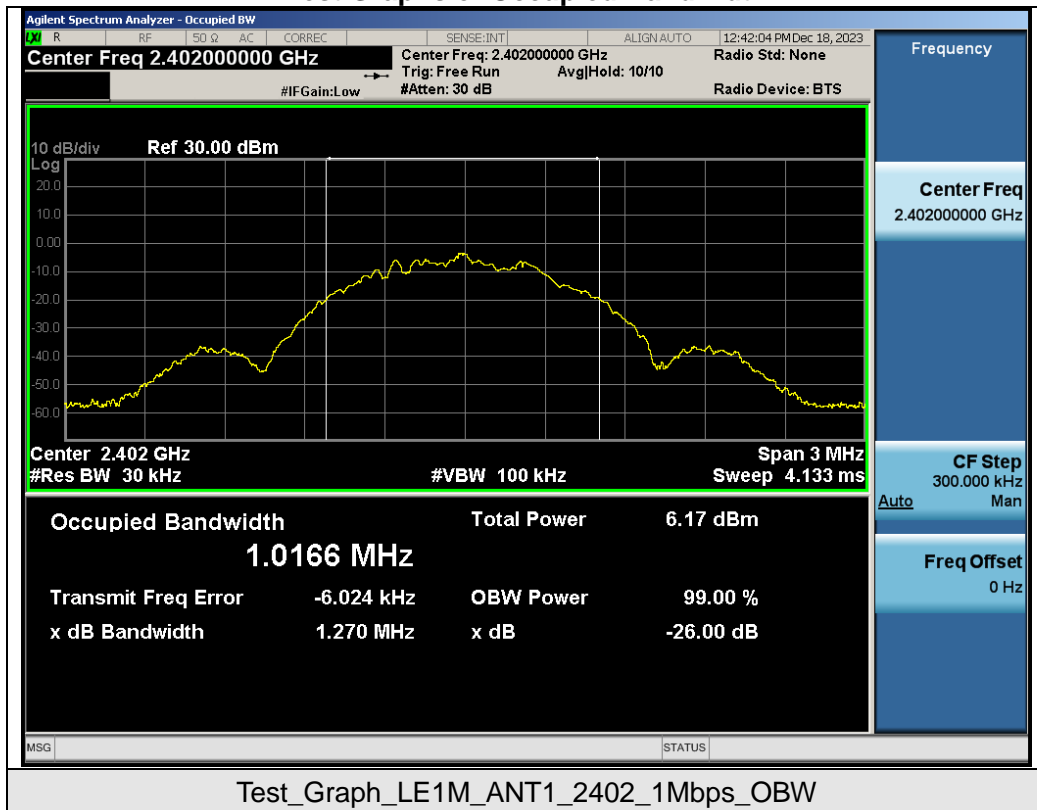 Agilent Spectrum Analyzer - Occupied BW
LXI R RF 50 Ω AC CORREC SENSE:INT ALIGN AUTO 12:42:04 PM Dec 18, 2023
Center Freq 2.402000000 GHz
Center Freq: 2.402000000 GHz Radio Std: None
Trig: Free Run Avg|Hold: 10/10
#IFGain:Low #Atten: 30 dB Radio Device: BTS
10 dB/div Ref 30.00 dBm
Log
20.0
10.0
0.00
-10.0
-20.0
-30.0
-40.0
-50.0
-60.0
Center 2.402 GHz Span 3 MHz
#Res BW 30 kHz #VBW 100 kHz Sweep 4.133 ms
Occupied Bandwidth Total Power 6.17 dBm
1.0166 MHz
Transmit Freq Error -6.024 kHz OBW Power 99.00 %
x dB Bandwidth 1.270 MHz x dB -26.00 dB
MSG STATUS
Frequency
Center Freq
2.402000000 GHz
CF Step
300.000 kHz
Auto Man
Freq Offset
0 Hz
Test_Graph_LE1M_ANT1_2402_1Mbps_OBW